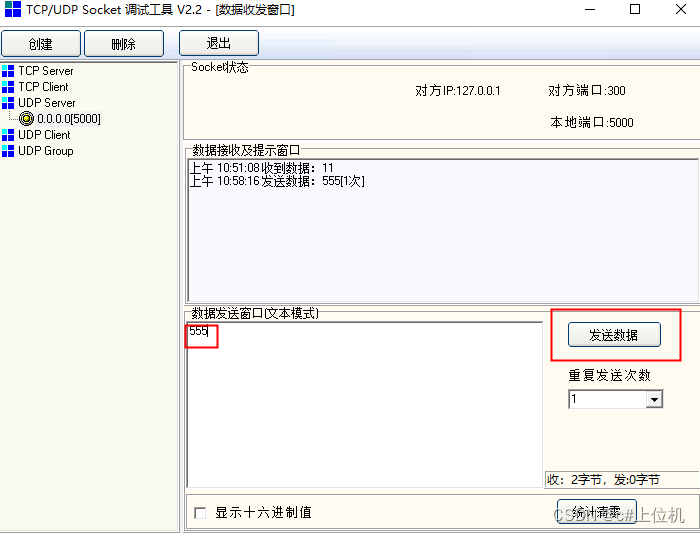 TCP/UDP Socket 调试工具 V2.2 - [数据收发窗口]
创建 删除 退出
TCP Server
TCP Client
UDP Server
0.0.0.0[5000]
UDP Client
UDP Group
Socket状态
对方IP:127.0.0.1 对方端口:300
本地端口:5000
数据接收及提示窗口
上午 10:51:08 收到数据：11
上午 10:58:16 发送数据：555[1次]
数据发送窗口(文本模式)
555
发送数据
重复发送次数
1
收：2字节，发:0字节
显示十六进制值
统计清零
CSDN @c#上位机